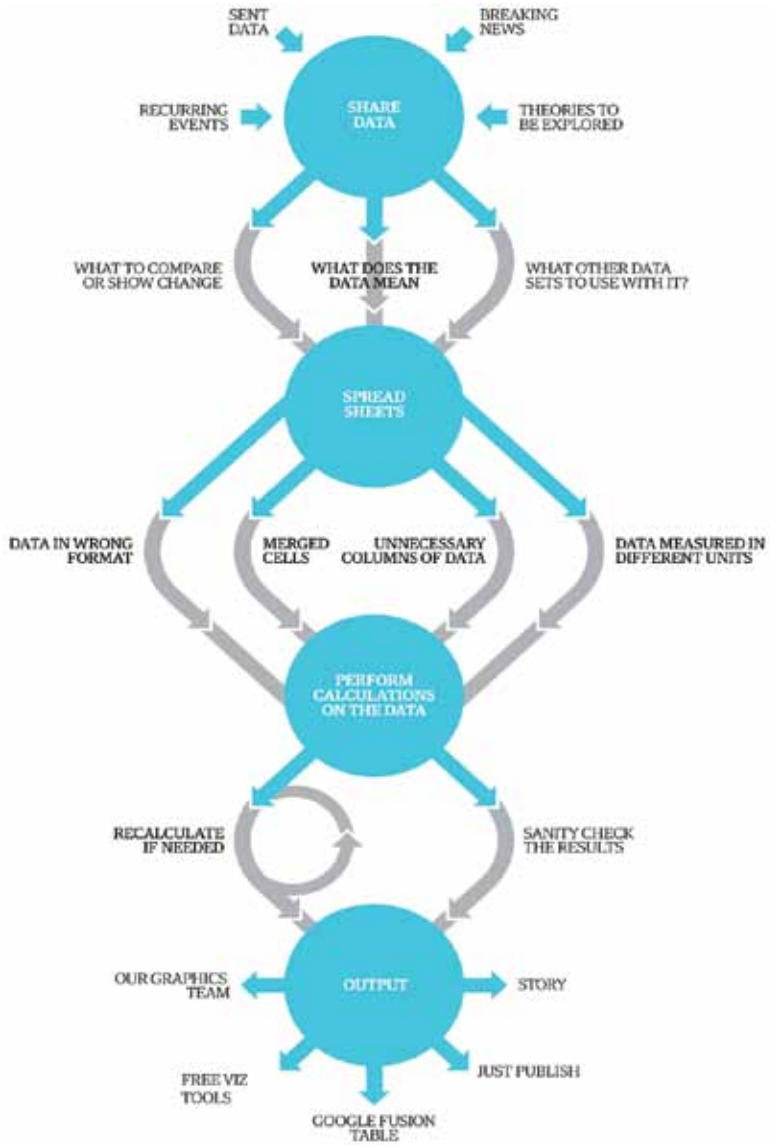 SENT
DATA
BREAKING
NEWS
RECURRING
EVENTS
SHARE
DATA
THEORIES TO
BE EXPLORED
WHAT TO COMPARE
OR SHOW CHANGE
WHAT DOES THE
DATA MEAN
WHAT OTHER DATA
SETS TO USE WITH IT?
SPREAD
SHEETS
DATA IN WRONG
FORMAT
MERGED
CELLS
UNNECESSARY
COLUMNS OF DATA
DATA MEASURED IN
DIFFERENT UNITS
PERFORM
CALCULATIONS
ON THE DATA
RECALCULATE
IF NEEDED
SANITY CHECK
THE RESULTS
OUR GRAPHICS
TEAM
OUTPUT
STORY
FREE VIZ
TOOLS
JUST PUBLISH
GOOGLE FUSION
TABLE